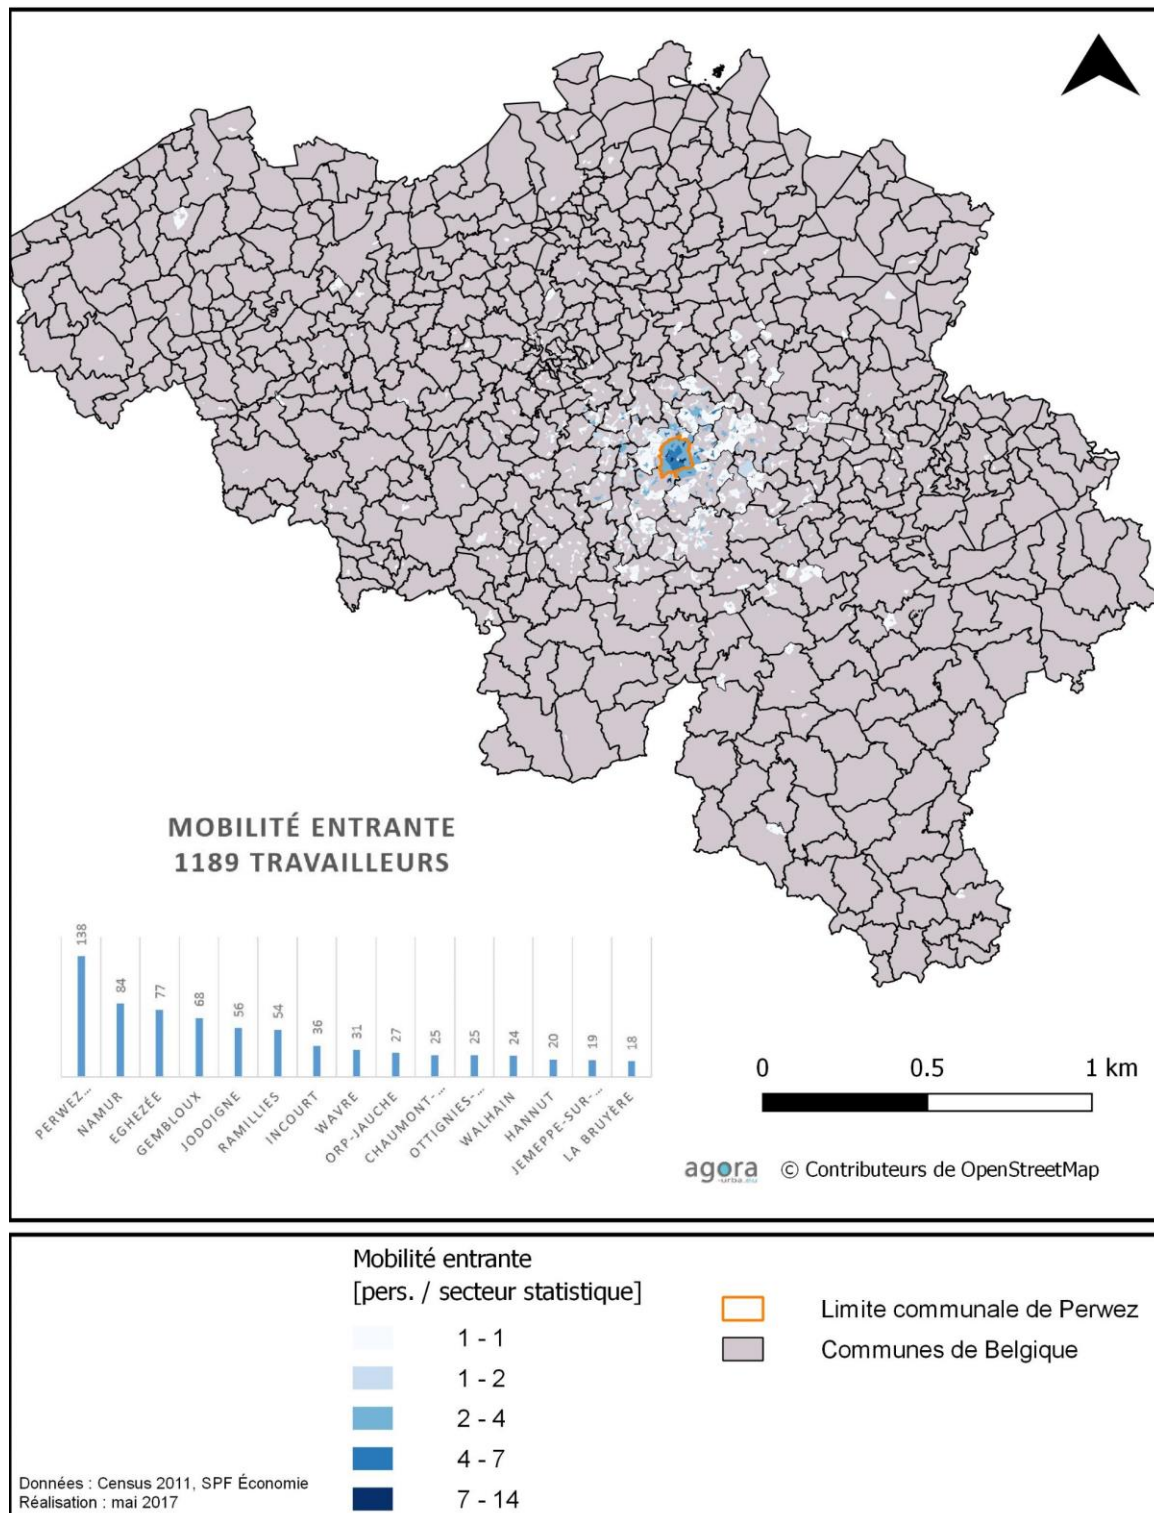 MOBILITÉ ENTRANTE
1189 TRAVAILLEURS
138
84
77
68
56
54
36
31
27
25
25
24
20
19
18
PERWEZ...
NAMUR
EGHEZÉE
GEMBLOUX
JODOIGNE
RAMILLIES
INCOURT
WAVRE
ORP-JAUCHE
CHAUMONT-...
OTTIGNIES-...
WALHAIN
HANNUT
JEMEPPE-SUR-...
LA BRUYÈRE
0 0.5 1 km
agora
-urba.eu
© Contributeurs de OpenStreetMap
Mobilité entrante
[pers. / secteur statistique]
1 - 1
1 - 2
2 - 4
4 - 7
7 - 14
Limite communale de Perwez
Communes de Belgique
Données : Census 2011, SPF Économie
Réalisation : mai 2017